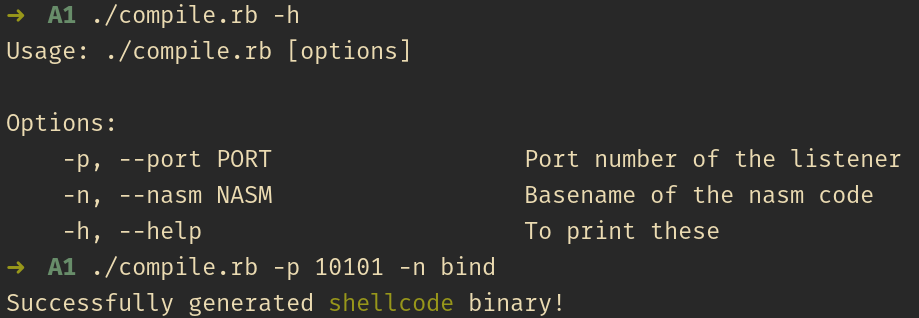 ➜ A1 ./compile.rb -h
Usage: ./compile.rb [options]

Options:
    -p, --port PORT                  Port number of the listener
    -n, --nasm NASM                  Basename of the nasm code
    -h, --help                       To print these
➜ A1 ./compile.rb -p 10101 -n bind
Successfully generated shellcode binary!